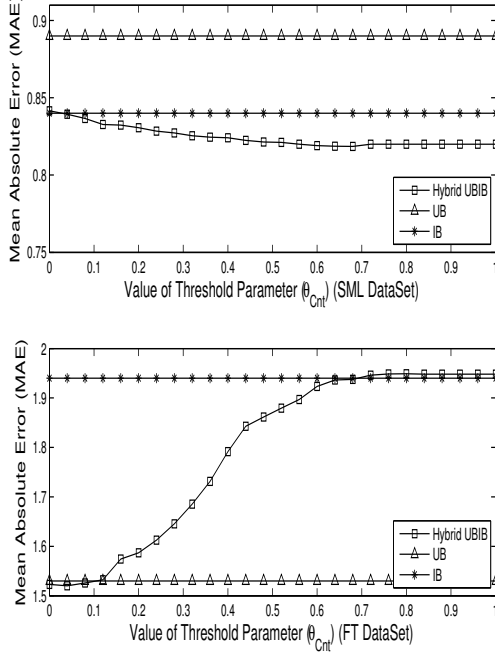 Mean Absolute Error (MAE)
0.9
0.85
0.8
0.75
0 0.1 0.2 0.3 0.4 0.5 0.6 0.7 0.8 0.9 1
Hybrid UBIB
UB
IB
Value of Threshold Parameter (θCnt) (SML DataSet)
Mean Absolute Error (MAE)
2
1.9
1.8
1.7
1.6
1.5
0 0.1 0.2 0.3 0.4 0.5 0.6 0.7 0.8 0.9 1
Hybrid UBIB
UB
IB
Value of Threshold Parameter (θCnt) (FT DataSet)